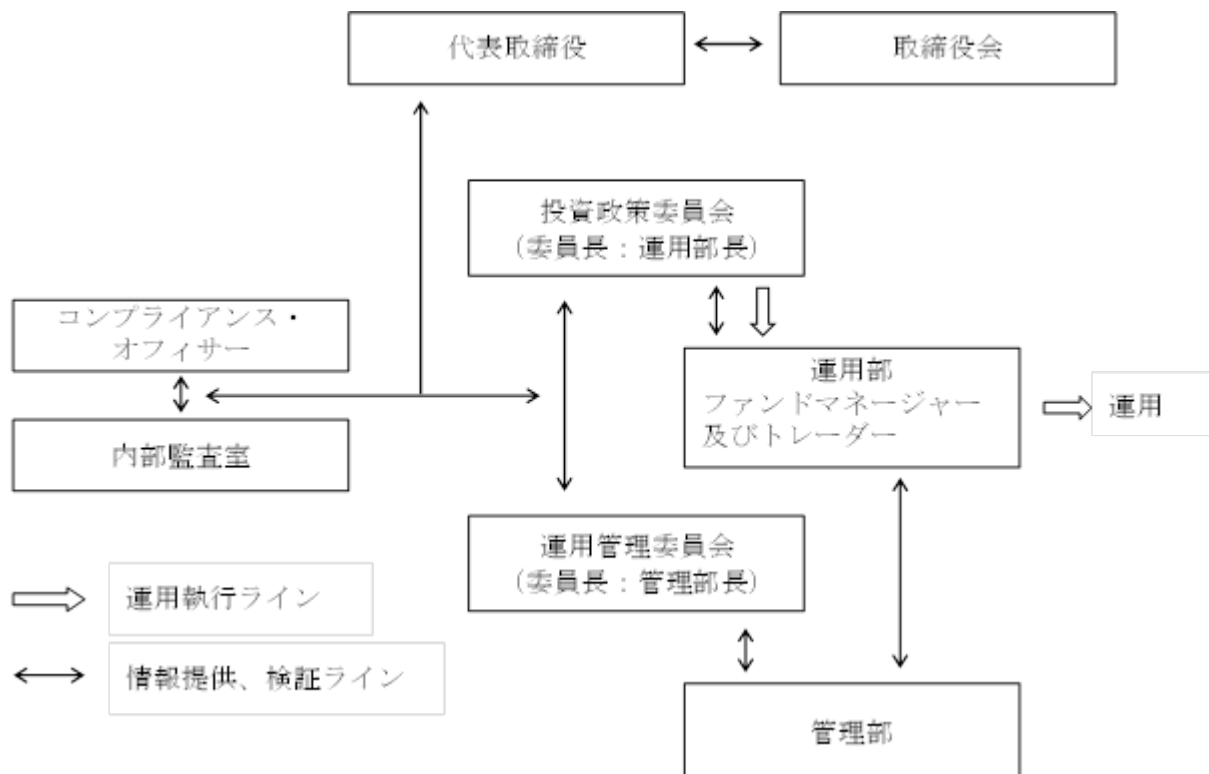 代表取締役
取締役会
投資政策委員会
(委員長：運用部長)
コンプライアンス・
オフィサー
運用部
ファンドマネージャー
及びトレーダー
運用
内部監査室
運用管理委員会
(委員長：管理部長)
運用執行ライン
情報提供、検証ライン
管理部